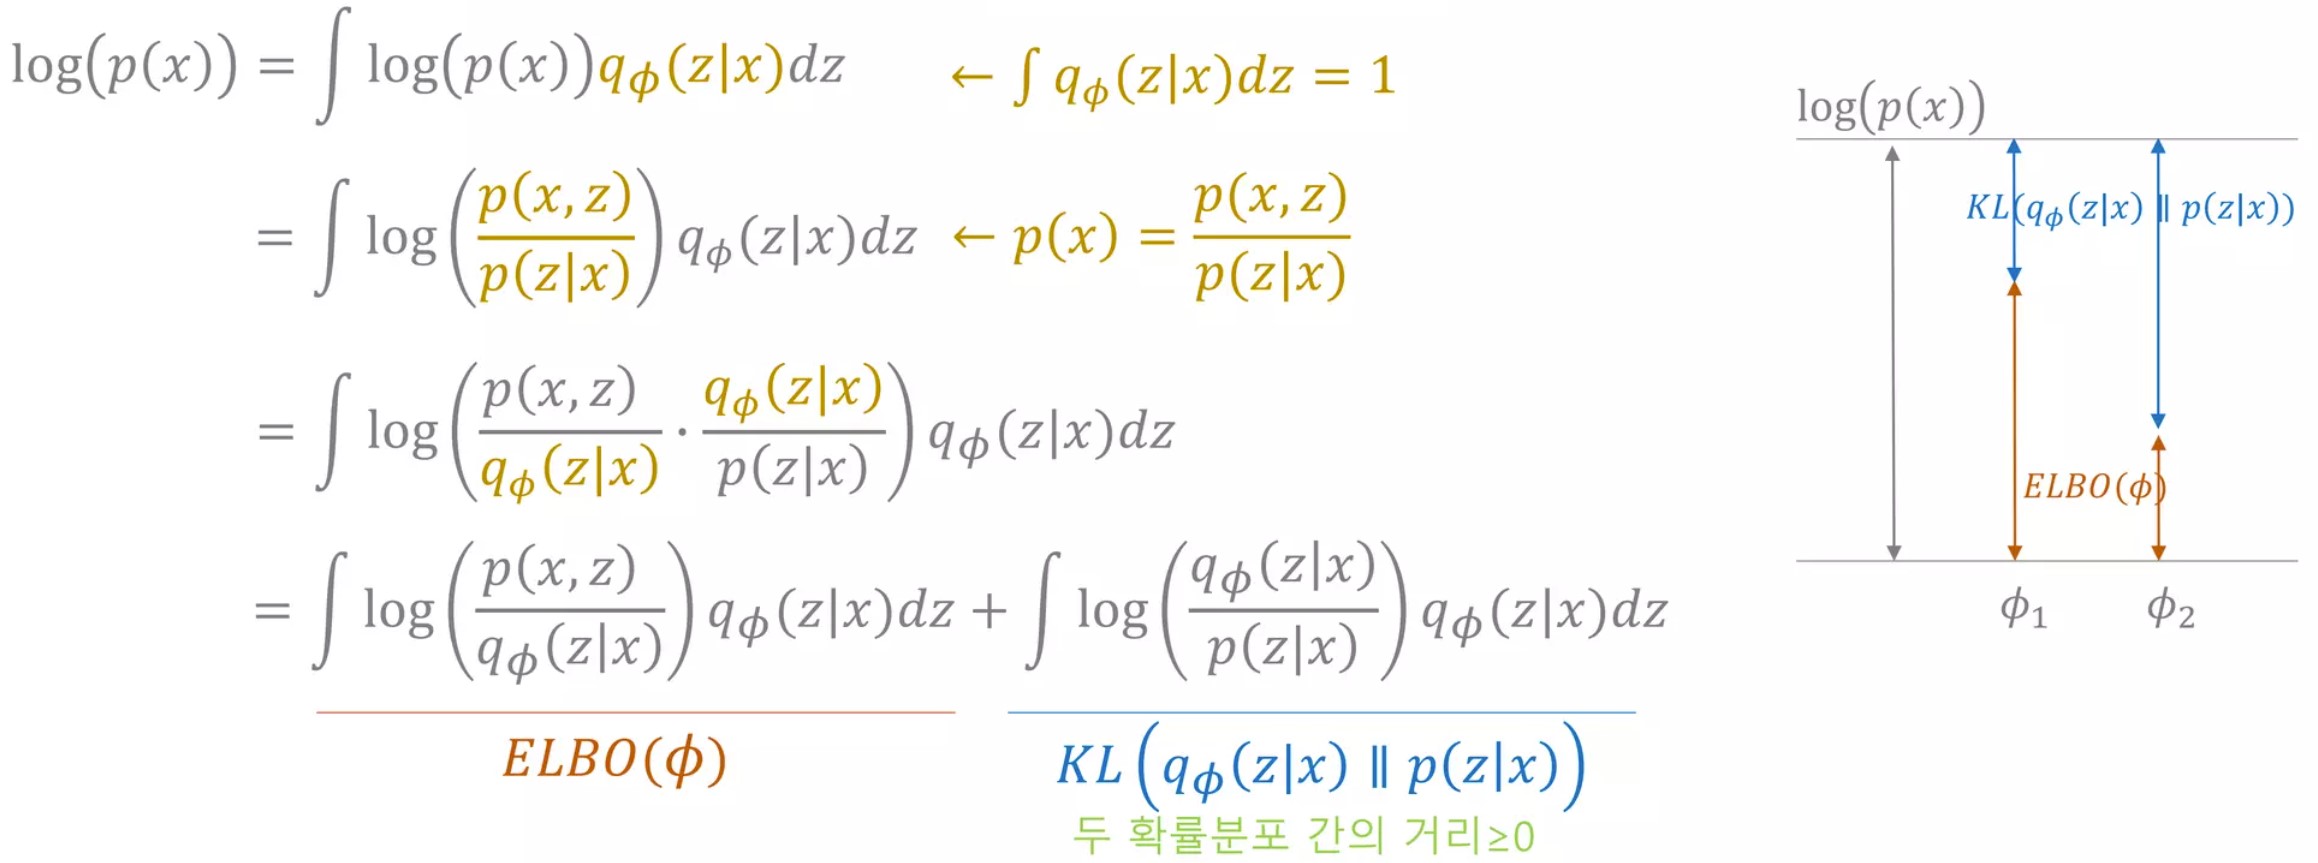 log(p(x)) = ∫ log(p(x))q_ϕ(z|x)dz ← ∫ q_ϕ(z|x)dz = 1
= ∫ log(p(x, z)/p(z|x)) q_ϕ(z|x)dz ← p(x) = p(x, z)/p(z|x)
= ∫ log(p(x, z)/q_ϕ(z|x) · q_ϕ(z|x)/p(z|x)) q_ϕ(z|x)dz
= ∫ log(p(x, z)/q_ϕ(z|x)) q_ϕ(z|x)dz + ∫ log(q_ϕ(z|x)/p(z|x)) q_ϕ(z|x)dz
ELBO(ϕ)
KL(q_ϕ(z|x) ∥ p(z|x))
두 확률분포 간의 거리≥0
log(p(x))
KL(q_ϕ(z|x) ∥ p(z|x))
ELBO(ϕ)
ϕ₁ ϕ₂